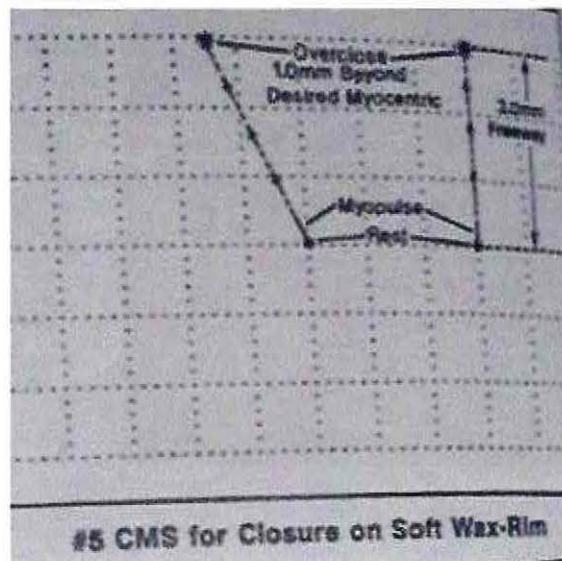 Overclose
1.0mm Beyond
Desired Myocentric
3.0mm
Freeway
Myopulse
Rest
#5 CMS for Closure on Soft Wax-Rim